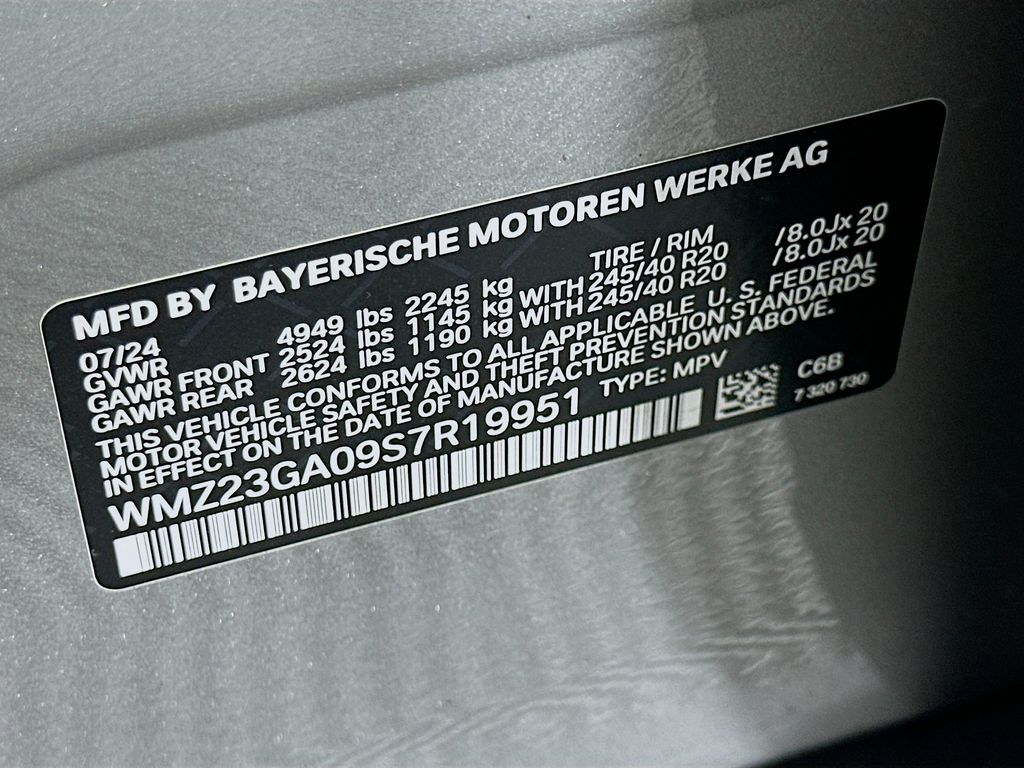 MFD BY BAYERISCHE MOTOREN WERKE AG
07/24 TIRE / RIM
GVWR 4949 lbs 2245 kg
GAWR FRONT 2524 lbs 1145 kg WITH 245/40 R20 /8.0Jx 20
GAWR REAR 2624 lbs 1190 kg WITH 245/40 R20 /8.0Jx 20
THIS VEHICLE CONFORMS TO ALL APPLICABLE U. S. FEDERAL
MOTOR VEHICLE SAFETY AND THEFT PREVENTION STANDARDS
IN EFFECT ON THE DATE OF MANUFACTURE SHOWN ABOVE.
WMZ23GA09S7R19951 TYPE: MPV
C6B
7 320 730